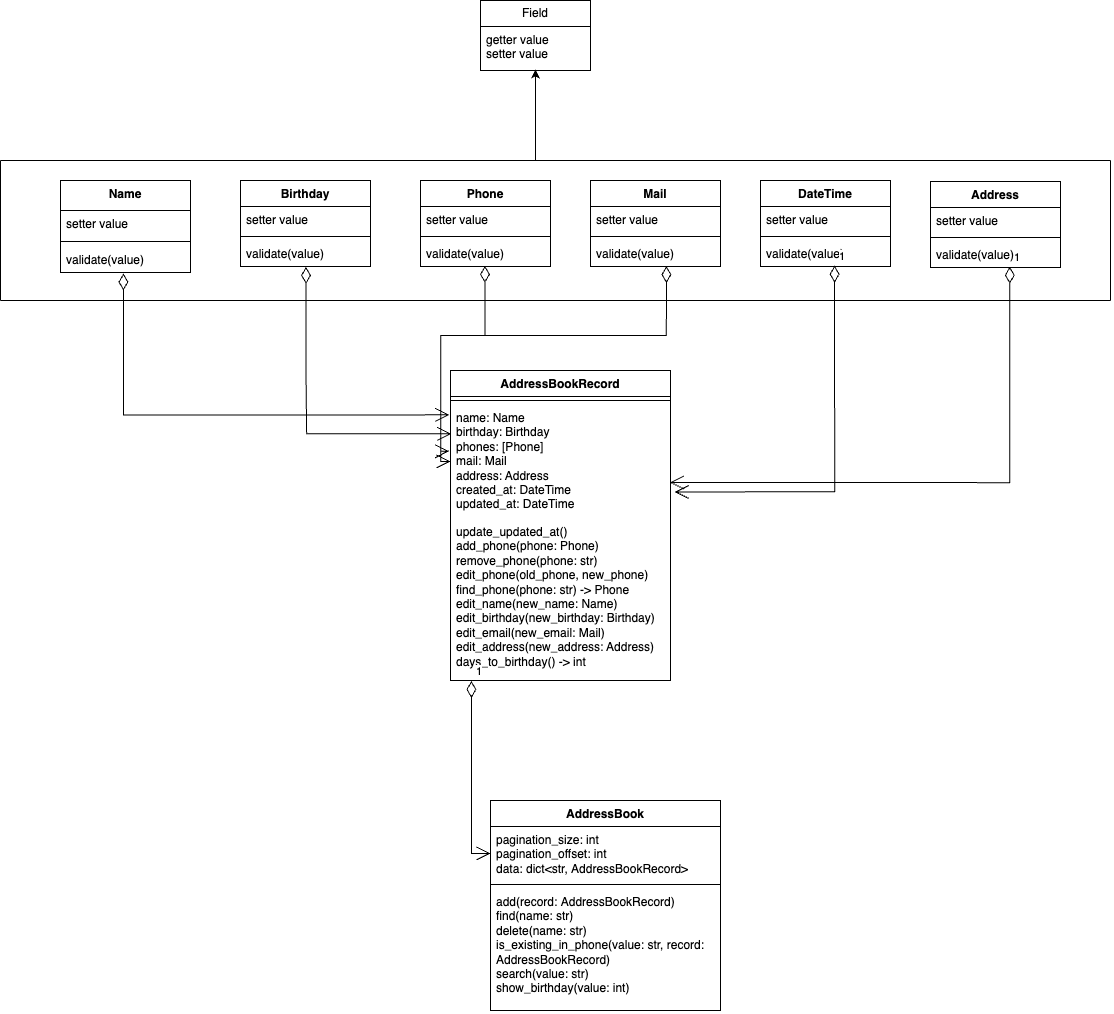 Field
getter value
setter value
Name
setter value
validate(value)
Birthday
setter value
validate(value)
Phone
setter value
validate(value)
Mail
setter value
validate(value)
DateTime
setter value
validate(value)
1
Address
setter value
validate(value)
1
AddressBookRecord
name: Name
birthday: Birthday
phones: [Phone]
mail: Mail
address: Address
created_at: DateTime
updated_at: DateTime
update_updated_at()
add_phone(phone: Phone)
remove_phone(phone: str)
edit_phone(old_phone, new_phone)
find_phone(phone: str) -> Phone
edit_name(new_name: Name)
edit_birthday(new_birthday: Birthday)
edit_email(new_email: Mail)
edit_address(new_address: Address)
days_to_birthday() -> int
1
AddressBook
pagination_size: int
pagination_offset: int
data: dict<str, AddressBookRecord>
add(record: AddressBookRecord)
find(name: str)
delete(name: str)
is_existing_in_phone(value: str, record:
AddressBookRecord)
search(value: str)
show_birthday(value: int)